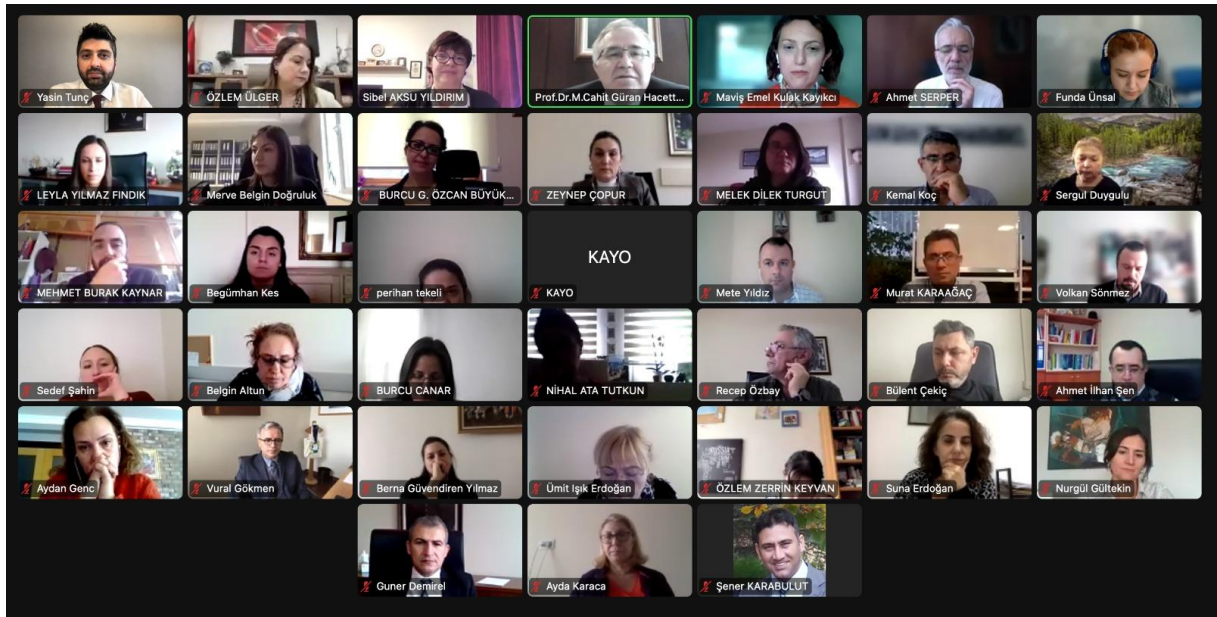 Yasin Tunç
ÖZLEM ÜLGER
Sibel AKSU YILDIRIM
Prof.Dr.M.Cahit Güran Hacett...
Maviş Emel Kulak Kayıkcı
Ahmet SERPER
Funda Ünsal
LEYLA YILMAZ FINDIK
Merve Belgin Doğruluk
BURCU G. ÖZCAN BÜYÜK...
ZEYNEP ÇOPUR
MELEK DİLEK TURGUT
Kemal Koç
Sergul Duygulu
MEHMET BURAK KAYNAR
Begümhan Kes
perihan tekeli
KAYO
KAYO
Mete Yıldız
Murat KARAAĞAÇ
Volkan Sönmez
Sedef Şahin
Belgin Altun
BURCU CANAR
NİHAL ATA TUTKUN
Recep Özbay
Bülent Çekiç
Ahmet İlhan Şen
Aydan Genc
Vural Gökmen
Berna Güvendiren Yılmaz
Ümit Işık Erdoğan
ÖZLEM ZERRİN KEYVAN
Suna Erdoğan
Nurgül Gültekin
Guner Demirel
Ayda Karaca
Şener KARABULUT